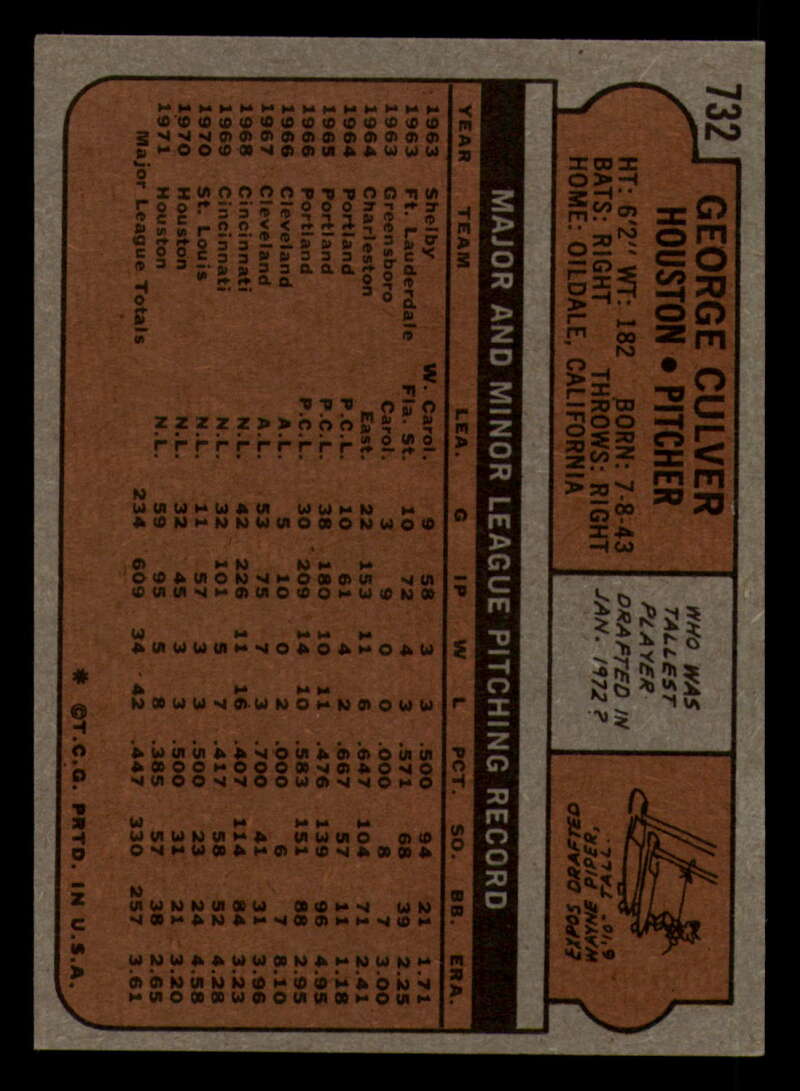 732
GEORGE CULVER
HOUSTON • PITCHER
HT: 6'2" WT: 182 BORN: 7-8-43
BATS: RIGHT THROWS: RIGHT
HOME: OILDALE, CALIFORNIA
WHO WAS
TALLEST
PLAYER
DRAFTED IN
JAN. 1972?
EXPOS DRAFTED
WAYNE PIPER,
6'10" TALL.
MAJOR AND MINOR LEAGUE PITCHING RECORD
YEAR TEAM LEA. G IP W L PCT. SO. BB. ERA.
1963 Shelby W. Carol. 9 58 3 3 .500 94 21 1.71
1963 Ft. Lauderdale Fla. St. 10 72 4 3 .571 68 39 2.25
1963 Greensboro Carol. 3 9 0 0 .000 8 7 3.00
1964 Charleston East. 22 153 11 6 .647 104 71 2.41
1964 Portland P.C.L. 10 61 4 2 .667 57 11 1.18
1965 Portland P.C.L. 38 180 10 11 .476 139 96 4.95
1966 Portland P.C.L. 30 209 14 10 .583 151 88 2.95
1966 Cleveland A.L. 5 10 0 2 .000 6 7 8.10
1967 Cleveland A.L. 53 75 7 3 .700 41 31 3.96
1968 Cincinnati N.L. 42 226 11 16 .407 114 84 3.23
1969 Cincinnati N.L. 32 101 5 7 .417 58 52 4.28
1970 St. Louis N.L. 11 57 3 3 .500 23 24 4.58
1970 Houston N.L. 32 45 3 3 .500 31 21 3.20
1971 Houston N.L. 59 95 5 8 .385 57 38 2.65
Major League Totals 234 609 34 42 .447 330 257 3.61
* ©T.C.G. PRTD. IN U.S.A.